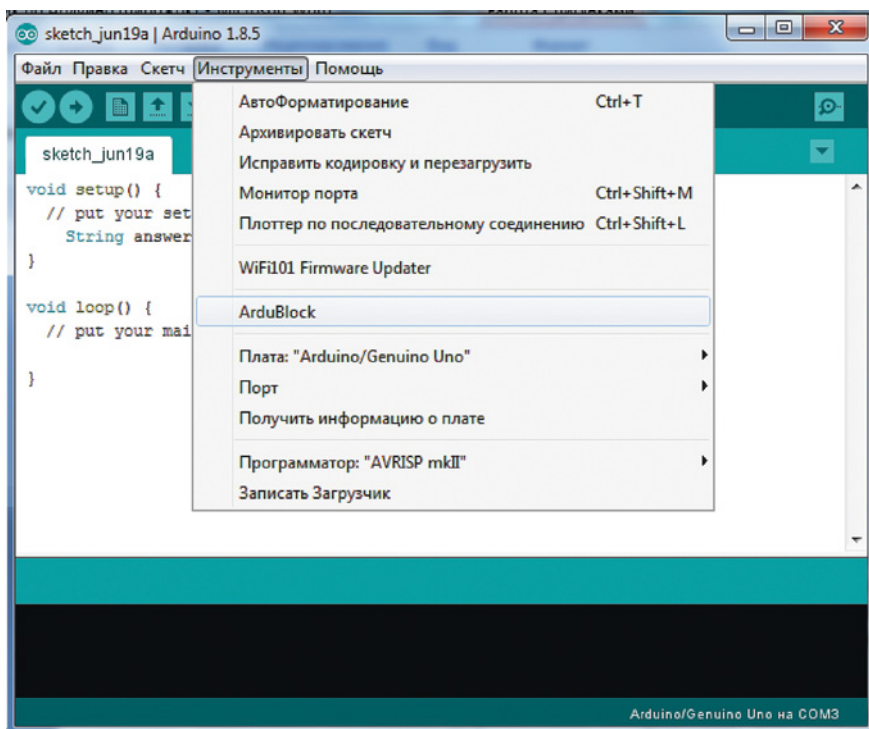 sketch_jun19a | Arduino 1.8.5
Файл Правка Скетч Инструменты Помощь
АвтоФорматирование Ctrl+T
Архивировать скетч
Исправить кодировку и перезагрузить
Монитор порта Ctrl+Shift+M
Плоттер по последовательному соединению Ctrl+Shift+L
WiFi101 Firmware Updater
ArduBlock
Плата: "Arduino/Genuino Uno"
Порт
Получить информацию о плате
Программатор: "AVRISP mkII"
Записать Загрузчик
sketch_jun19a
void setup() {
// put your set
String answer
}
void loop() {
// put your mai
}
Arduino/Genuino Uno на COM3